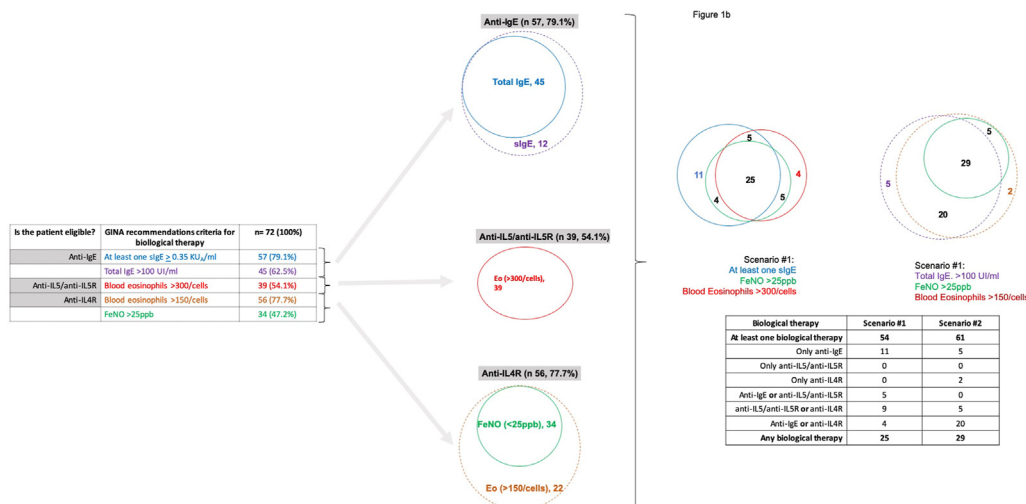 Is the patient eligible?
GINA recommendations criteria for biological therapy
n= 72 (100%)
Anti-IgE
At least one sIgE ≥ 0.35 KUA/ml
57 (79.1%)
Total IgE >100 UI/ml
45 (62.5%)
Anti-IL5/anti-IL5R
Blood eosinophils >300/cells
39 (54.1%)
Anti-IL4R
Blood eosinophils >150/cells
56 (77.7%)
FeNO >25ppb
34 (47.2%)
Anti-IgE (n 57, 79.1%)
Total IgE, 45
sIgE, 12
Anti-IL5/anti-IL5R (n 39, 54.1%)
Eo (>300/cells),
39
Anti-IL4R (n 56, 77.7%)
FeNO (<25ppb), 34
Eo (>150/cells), 22
Figure 1b
5
11
4
25
4
5
Scenario #1:
At least one sIgE
FeNO >25ppb
Blood Eosinophils >300/cells
5
29
5
2
20
Scenario #1:
Total IgE. >100 UI/ml
FeNO >25ppb
Blood Eosinophils >150/cells
Biological therapy Scenario #1 Scenario #2
At least one biological therapy 54 61
Only anti-IgE 11 5
Only anti-IL5/anti-IL5R 0 0
Only anti-IL4R 0 2
Anti-IgE or anti-IL5/anti-IL5R 5 0
anti-IL5/anti-IL5R or anti-IL4R 9 5
Anti-IgE or anti-IL4R 4 20
Any biological therapy 25 29